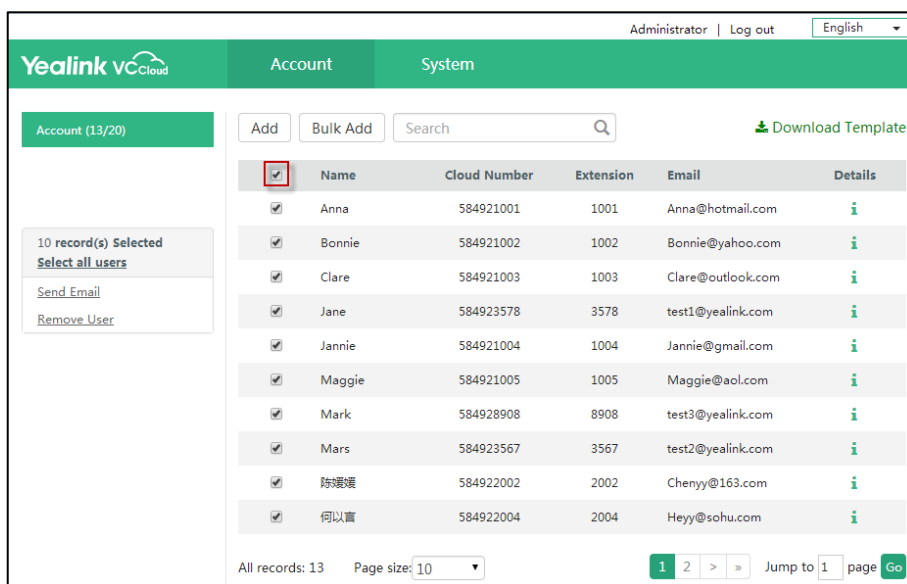 Administrator | Log out English
Yealink VCCloud Account System
Account (13/20)
Add Bulk Add Search Download Template
Name Cloud Number Extension Email Details
Anna 584921001 1001 Anna@hotmail.com
Bonnie 584921002 1002 Bonnie@yahoo.com
Clare 584921003 1003 Clare@outlook.com
Jane 584923578 3578 test1@yealink.com
Jannie 584921004 1004 Jannie@gmail.com
Maggie 584921005 1005 Maggie@aol.com
Mark 584928908 8908 test3@yealink.com
Mars 584923567 3567 test2@yealink.com
陈媛媛 584922002 2002 Chenyy@163.com
何以言 584922004 2004 Heyy@sohu.com
10 record(s) Selected
Select all users
Send Email
Remove User
All records: 13 Page size: 10 1 2 > » Jump to 1 page Go